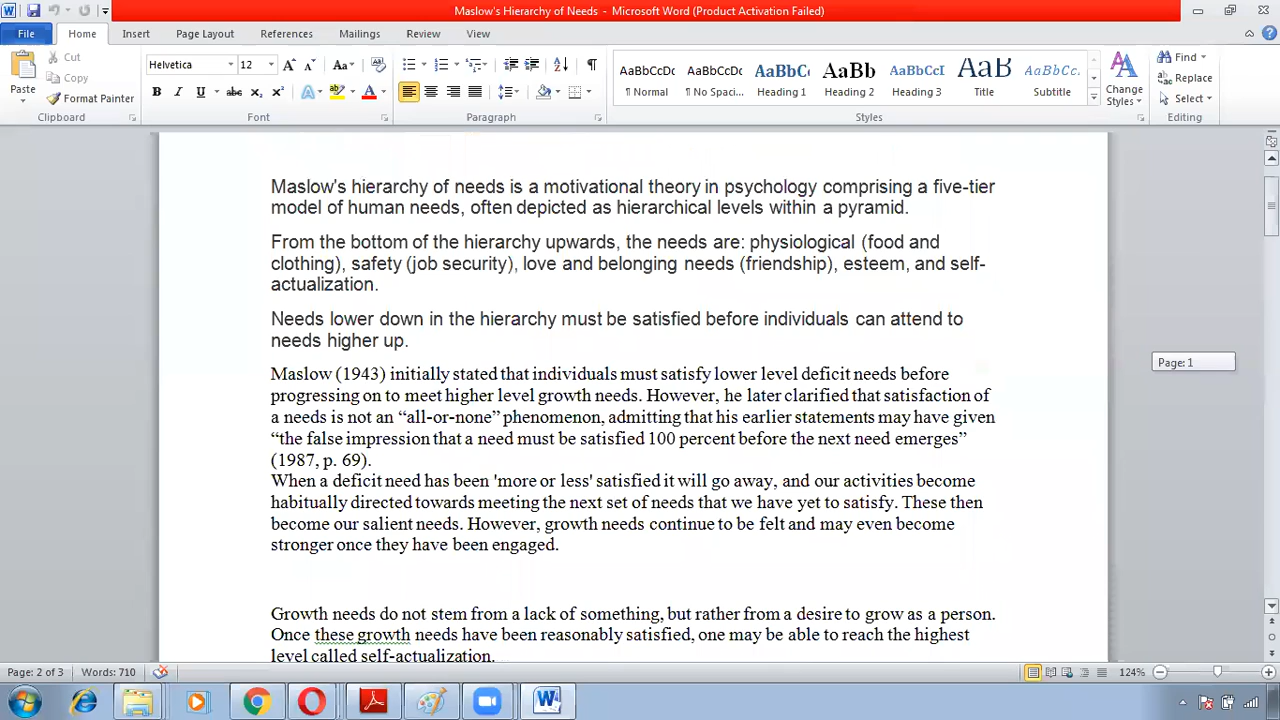 Maslow's Hierarchy of Needs - Microsoft Word (Product Activation Failed)
File Home Insert Page Layout References Mailings Review View
Paste
Cut
Copy
Format Painter
Clipboard
Helvetica 12
Font
Paragraph
AaBbCcDc AaBbCcDc AaBbC AaBb AaBbCcI AaB AaBbCc.
¶ Normal ¶ No Spaci... Heading 1 Heading 2 Heading 3 Title Subtitle
Styles
Change
Styles
Find
Replace
Select
Editing
Maslow's hierarchy of needs is a motivational theory in psychology comprising a five-tier
model of human needs, often depicted as hierarchical levels within a pyramid.
From the bottom of the hierarchy upwards, the needs are: physiological (food and
clothing), safety (job security), love and belonging needs (friendship), esteem, and self-
actualization.
Needs lower down in the hierarchy must be satisfied before individuals can attend to
needs higher up.
Maslow (1943) initially stated that individuals must satisfy lower level deficit needs before
progressing on to meet higher level growth needs. However, he later clarified that satisfaction of
a needs is not an “all-or-none” phenomenon, admitting that his earlier statements may have given
“the false impression that a need must be satisfied 100 percent before the next need emerges”
(1987, p. 69).
When a deficit need has been 'more or less' satisfied it will go away, and our activities become
habitually directed towards meeting the next set of needs that we have yet to satisfy. These then
become our salient needs. However, growth needs continue to be felt and may even become
stronger once they have been engaged.
Growth needs do not stem from a lack of something, but rather from a desire to grow as a person.
Once these growth needs have been reasonably satisfied, one may be able to reach the highest
level called self-actualization.
Page: 1
Page: 2 of 3 Words: 710 124%